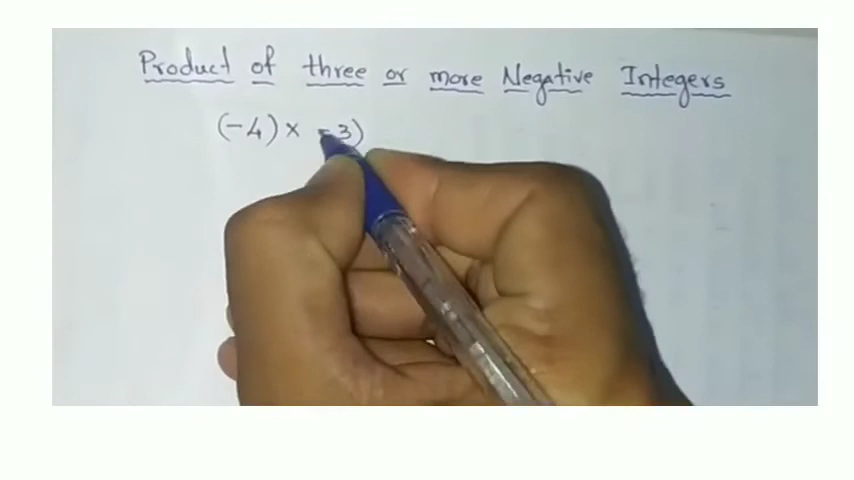 Product of three or more Negative Integers
(-4) × -3)